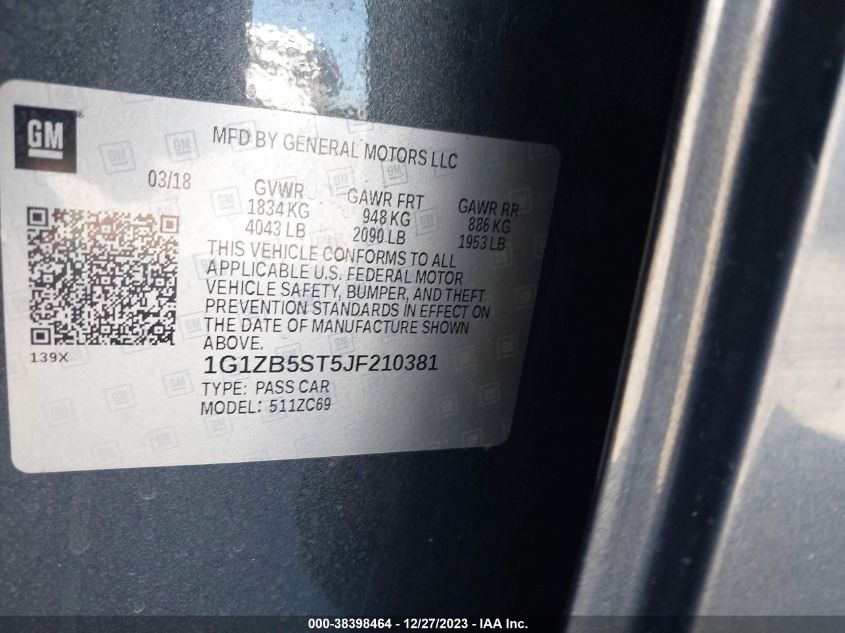 GM
MFD BY GENERAL MOTORS LLC
03/18
GVWR
1834 KG
4043 LB
GAWR FRT
948 KG
2090 LB
GAWR RR
886 KG
1953 LB
THIS VEHICLE CONFORMS TO ALL
APPLICABLE U.S. FEDERAL MOTOR
VEHICLE SAFETY, BUMPER, AND THEFT
PREVENTION STANDARDS IN EFFECT ON
THE DATE OF MANUFACTURE SHOWN
ABOVE.
139X
1G1ZB5ST5JF210381
TYPE: PASS CAR
MODEL: 511ZC69
000-38398464 - 12/27/2023 - IAA Inc.